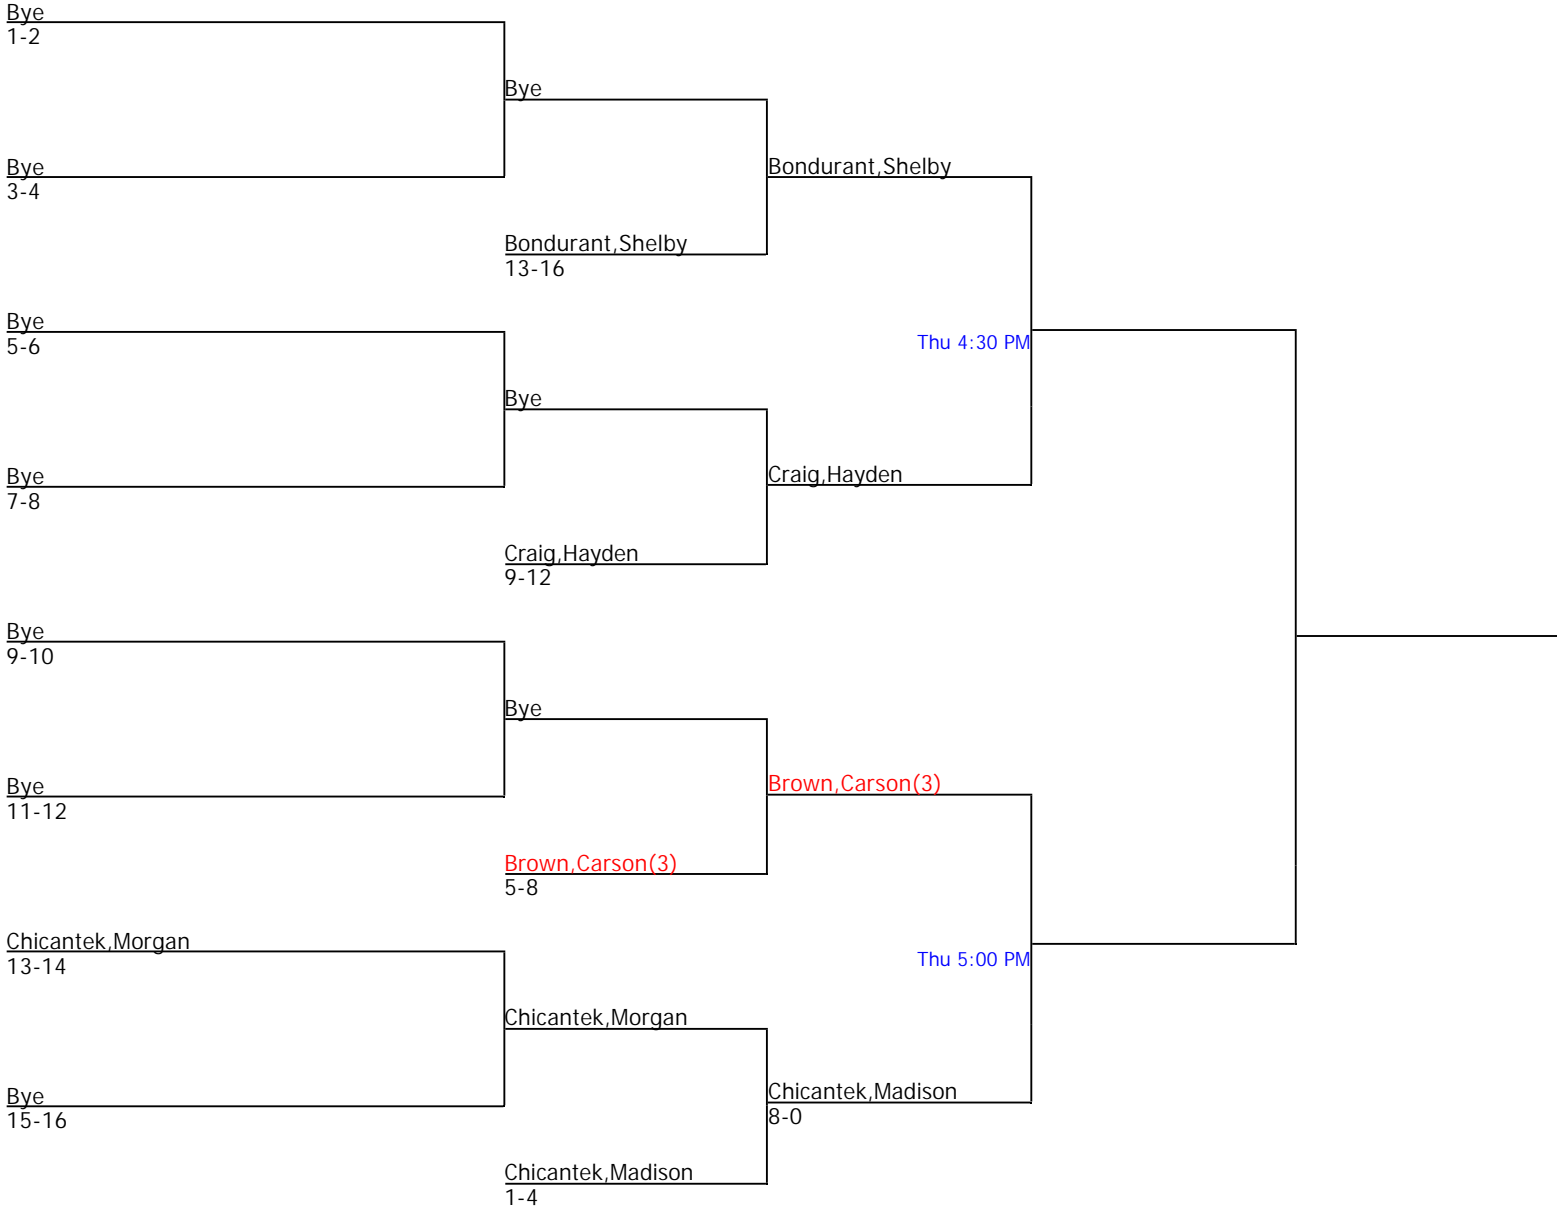 Bye
1-2
Bye
Bye
3-4
Bondurant,Shelby
Bondurant,Shelby
13-16
Bye
5-6
Thu 4:30 PM
Bye
Bye
7-8
Craig,Hayden
Craig,Hayden
9-12
Bye
9-10
Bye
Bye
11-12
Brown,Carson(3)
Brown,Carson(3)
5-8
Chicantek,Morgan
13-14
Thu 5:00 PM
Chicantek,Morgan
Bye
15-16
Chicantek,Madison
8-0
Chicantek,Madison
1-4